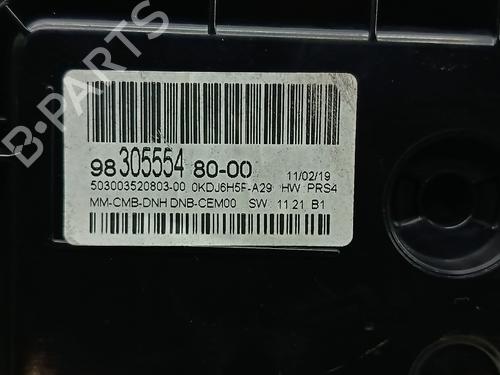 98 305554 80-00 11/02/19
503003520803-00 0KDJ6H5F-A29 HW PRS4
MM-CMB-DNH DNB-CEM00 SW 11 21 B1
B-PARTS